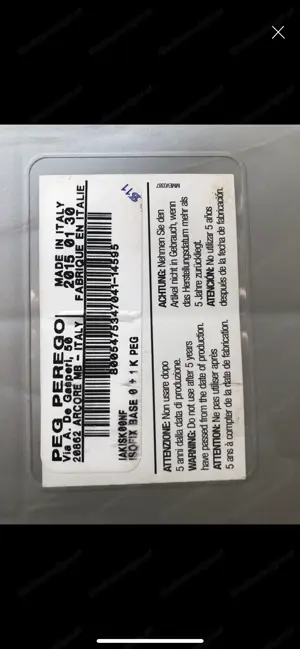 PEG PEREGO
Via A. De Gasperi, 50
20862 ARCORE MB - ITALY
MADE IN ITALY
2015 01 30
FABRIQUE EN ITALIE
8005475347041-14595
IAKISK00NF
ISOFIX BASE 0 + 1 K PEG
ATTENZIONE: Non usare dopo
5 anni dalla data di produzione.
WARNING: Do not use after 5 years
have passed from the date of production.
ATTENTION: Ne pas utiliser après
5 ans à compter de la date de fabrication.
ACHTUNG: Nehmen Sie den
Artikel nicht in Gebrauch, wenn
das Herstellungsdatum mehr als
5 Jahre zurückliegt.
ATENCIÓN: No utilizar 5 años
después de la fecha de fabricación.